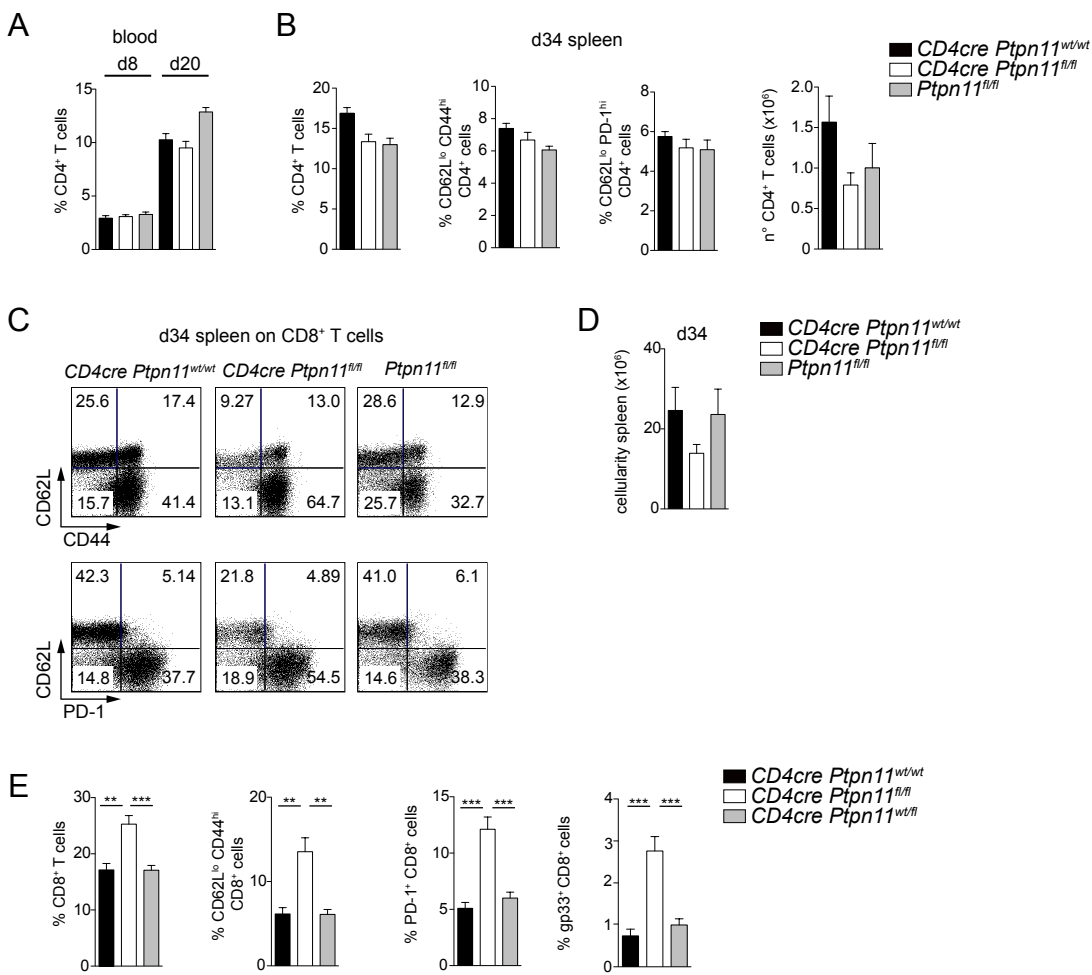 A
blood
d8 d20
% CD4⁺ T cells
15
10
5
0
B
d34 spleen
% CD4⁺ T cells
20
15
10
5
0
% CD62Lˡᵒ CD44ʰⁱ
CD4⁺ cells
10
8
6
4
2
0
% CD62Lˡᵒ PD-1ʰⁱ
CD4⁺ cells
8
6
4
2
0
n° CD4⁺ T cells (x10⁶)
2.0
1.5
1.0
0.5
0
CD4cre Ptpn11ʷᵗ/ʷᵗ
CD4cre Ptpn11ᶠˡ/ᶠˡ
Ptpn11ᶠˡ/ᶠˡ
C
d34 spleen on CD8⁺ T cells
CD4cre Ptpn11ʷᵗ/ʷᵗ CD4cre Ptpn11ᶠˡ/ᶠˡ Ptpn11ᶠˡ/ᶠˡ
25.6 17.4 9.27 13.0 28.6 12.9
15.7 41.4 13.1 64.7 25.7 32.7
CD62L
CD44
42.3 5.14 21.8 4.89 41.0 6.1
14.8 37.7 18.9 54.5 14.6 38.3
CD62L
PD-1
D
d34
cellularity spleen (x10⁶)
40
20
0
CD4cre Ptpn11ʷᵗ/ʷᵗ
CD4cre Ptpn11ᶠˡ/ᶠˡ
Ptpn11ᶠˡ/ᶠˡ
E
% CD8⁺ T cells
30
20
10
0
** ***
% CD62Lˡᵒ CD44ʰⁱ
CD8⁺ cells
20
10
0
** **
% PD-1⁺ CD8⁺ cells
15
10
5
0
*** ***
% gp33⁺ CD8⁺ cells
4
3
2
1
0
*** ***
CD4cre Ptpn11ʷᵗ/ʷᵗ
CD4cre Ptpn11ᶠˡ/ᶠˡ
CD4cre Ptpn11ʷᵗ/ᶠˡ